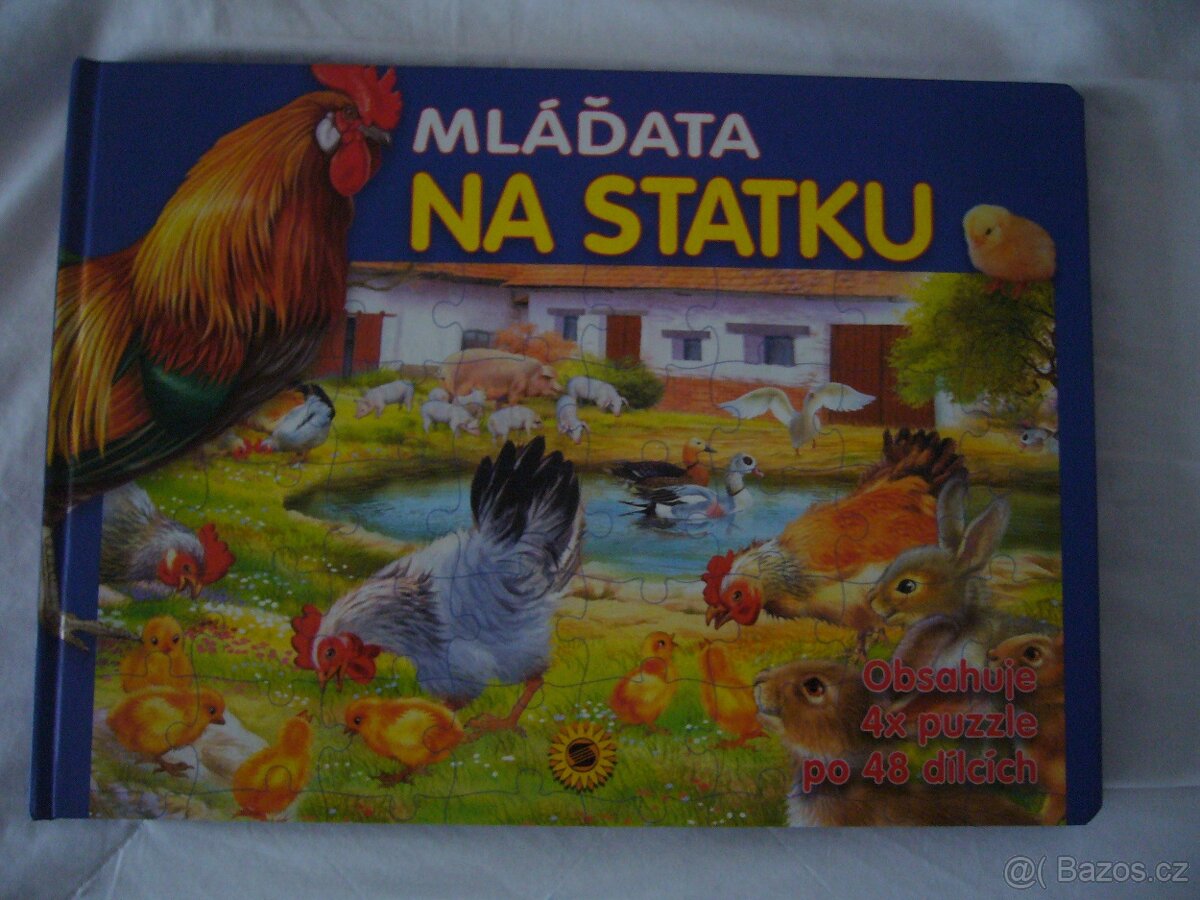 MLÁĎATA
NA STATKU
Obsahuje
4x puzzle
po 48 dílcích
@( Bazos.cz